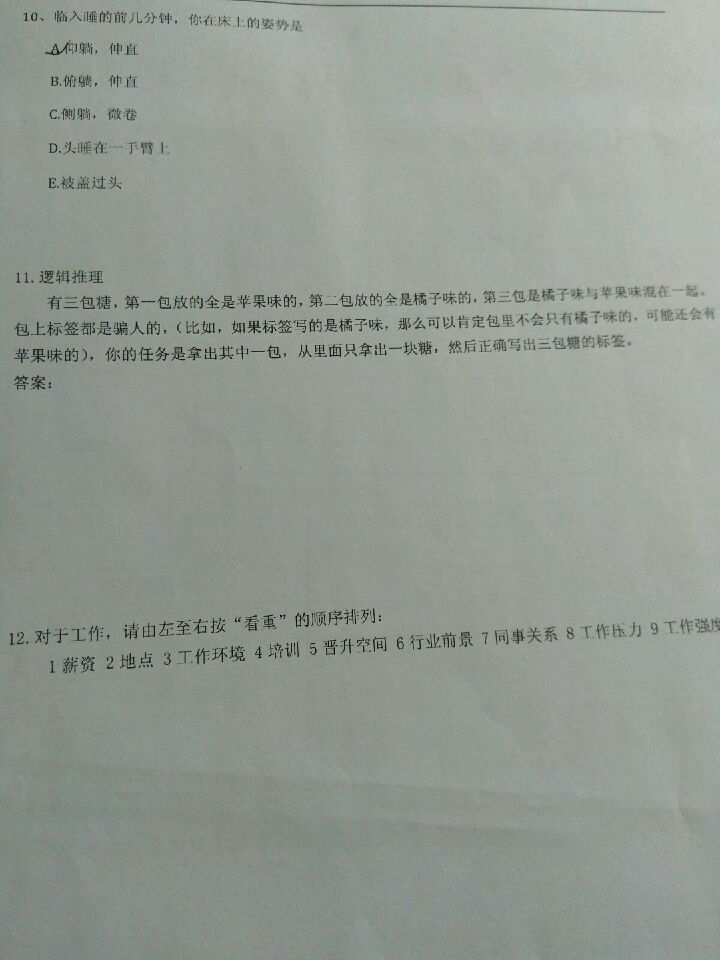 10、临入睡的前几分钟，你在床上的姿势是
A仰躺，伸直
B.俯躺，伸直
C.侧躺，微卷
D.头睡在一手臂上
E.被盖过头
11.逻辑推理
有三包糖，第一包放的全是苹果味的，第二包放的全是橘子味的，第三包是橘子味与苹果味混在一起。
包上标签都是骗人的，（比如，如果标签写的是橘子味，那么可以肯定包里不会只有橘子味的，可能还会有
苹果味的），你的任务是拿出其中一包，从里面只拿出一块糖，然后正确写出三包糖的标签。
答案：
12.对于工作，请由左至右按“看重”的顺序排列：
1薪资 2地点 3工作环境 4培训 5晋升空间 6行业前景 7同事关系 8工作压力 9工作强度